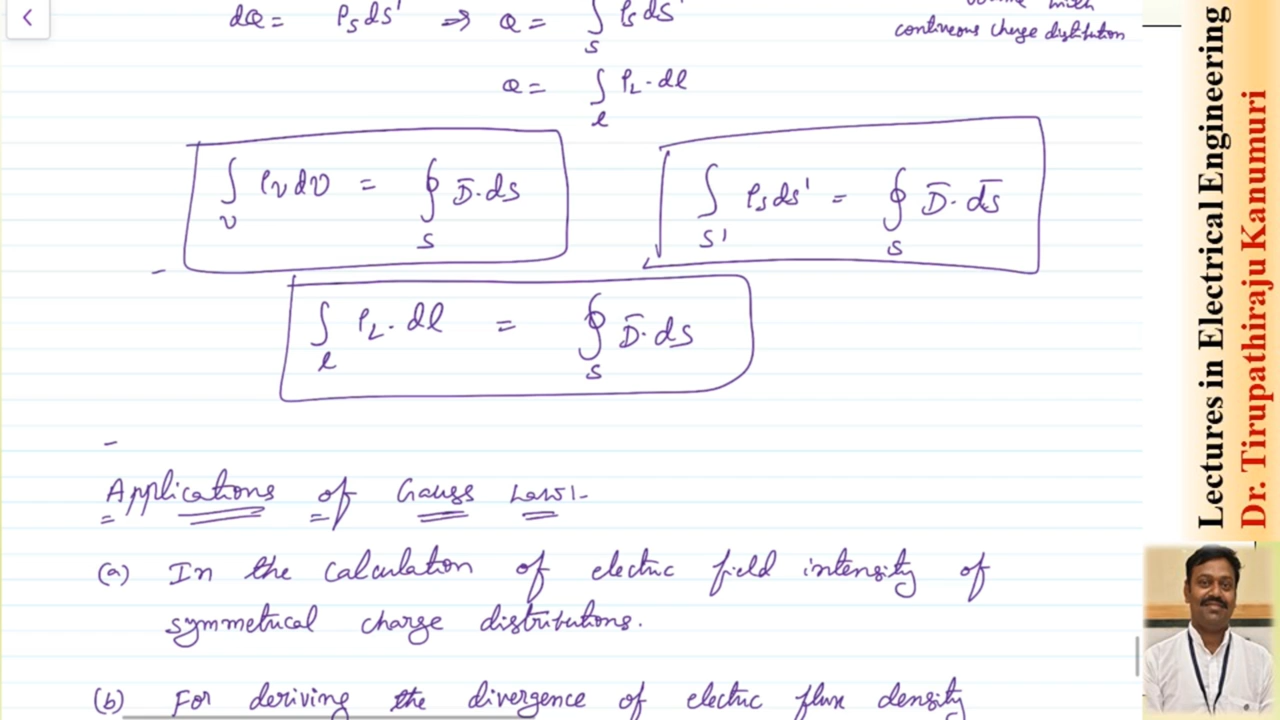 dQ = ρs ds' ⇒ Q = ∫s ρs ds'
with
continuous charge distribution
Q = ∫l ρL · dl
∫v ρv dv = ∮s D̄·ds
∫s' ρs ds' = ∮s D̄·ds̄
∫l ρL · dl = ∮s D̄·ds
Applications of Gauss Law:-
(a) In the calculation of electric field intensity of
symmetrical charge distributions.
(b) For deriving the divergence of electric flux density
Lectures in Electrical Engineering
Dr. Tirupathiraju Kanumuri